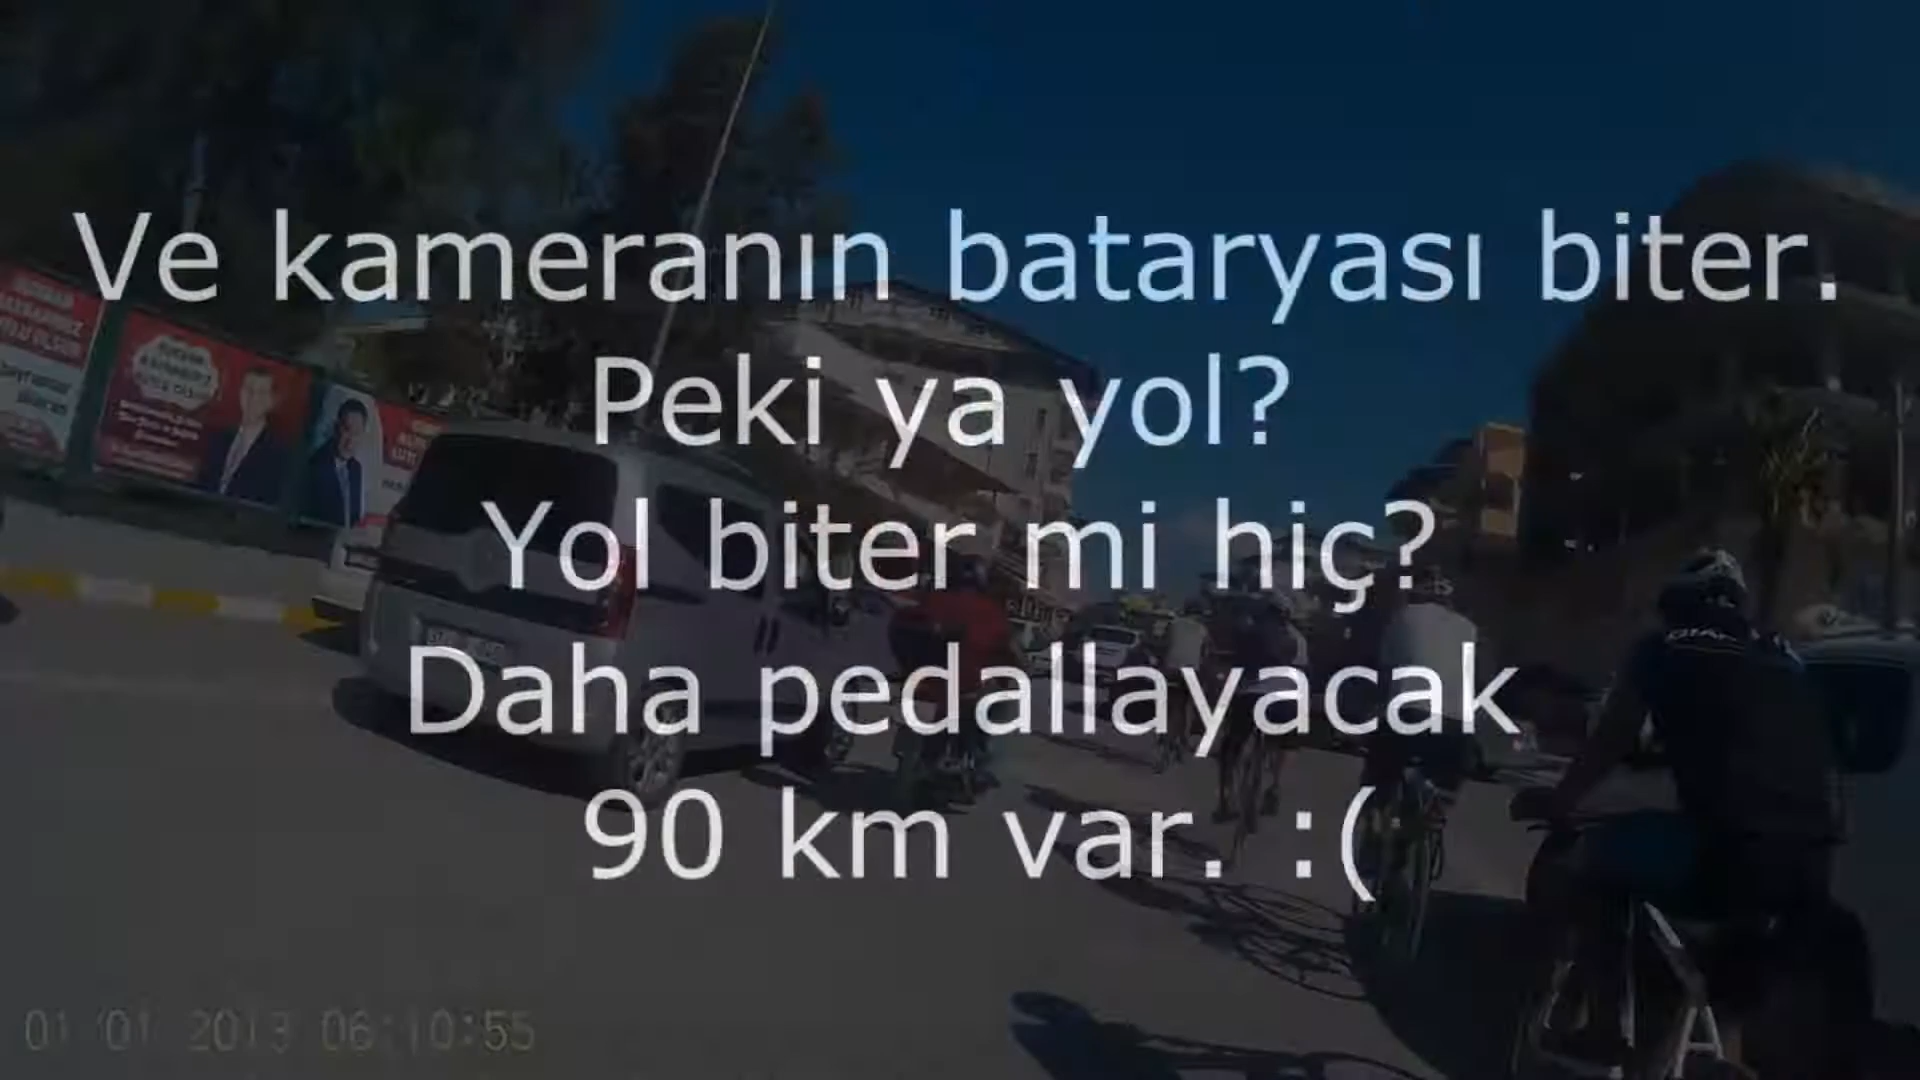 Ve kameranın bataryası biter.
Peki ya yol?
Yol biter mi hiç?
Daha pedallayacak
90 km var. :(
01 01 2013 06:10:55